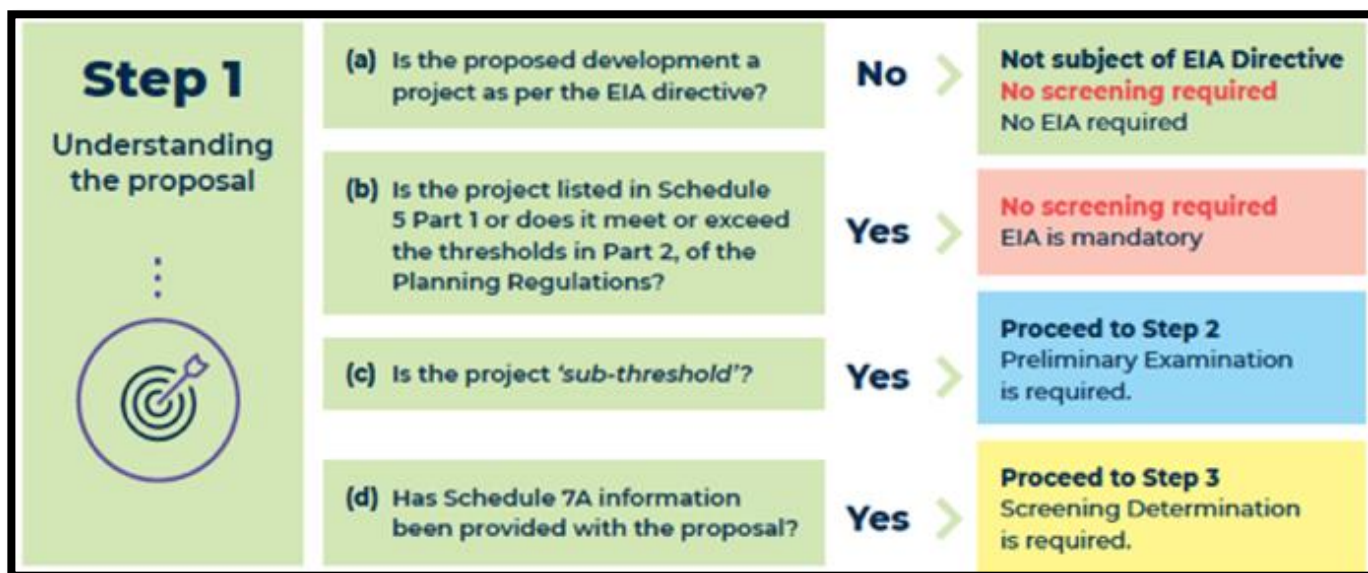 Step 1
Understanding
the proposal
(a) Is the proposed development a
project as per the EIA directive?
No
Not subject of EIA Directive
No screening required
No EIA required
(b) Is the project listed in Schedule
5 Part 1 or does it meet or exceed
the thresholds in Part 2, of the
Planning Regulations?
Yes
No screening required
EIA is mandatory
(c) Is the project 'sub-threshold'?
Yes
Proceed to Step 2
Preliminary Examination
is required.
(d) Has Schedule 7A information
been provided with the proposal?
Yes
Proceed to Step 3
Screening Determination
is required.